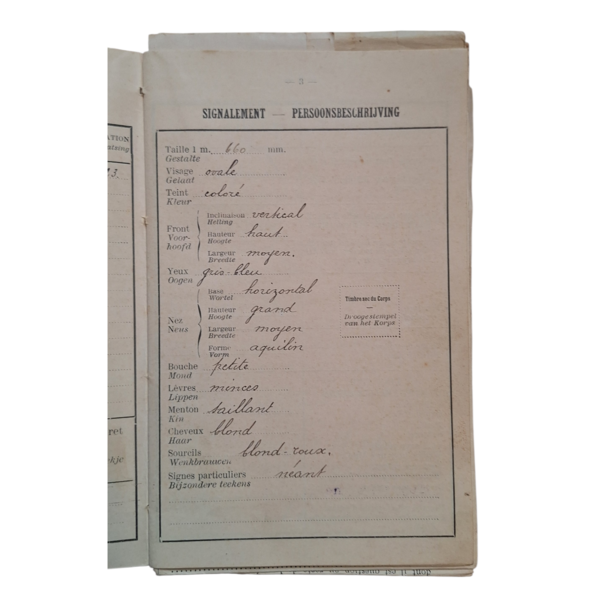 — 3 —
SIGNALEMENT — PERSOONSBESCHRIJVING
Taille 1 m. 660 mm.
Gestalte
Visage ovale
Gelaat
Teint coloré
Kleur
Front
Voor-
hoofd
Inclinaison vertical
Helling
Hauteur haut
Hoogte
Largeur moyen.
Breedte
Yeux gris-bleu
Oogen
Nez
Neus
Base horizontal
Wortel
Hauteur grand
Hoogte
Largeur moyen
Breedte
Forme aquilin
Vorm
Timbre sec du Corps
—
Drooge stempel
van het Korps
Bouche petite
Mond
Lèvres minces
Lippen
Menton saillant
Kin
Cheveux blond
Haar
Sourcils blond-roux.
Wenkbrauwen
Signes particuliers néant
Bijzondere teekens